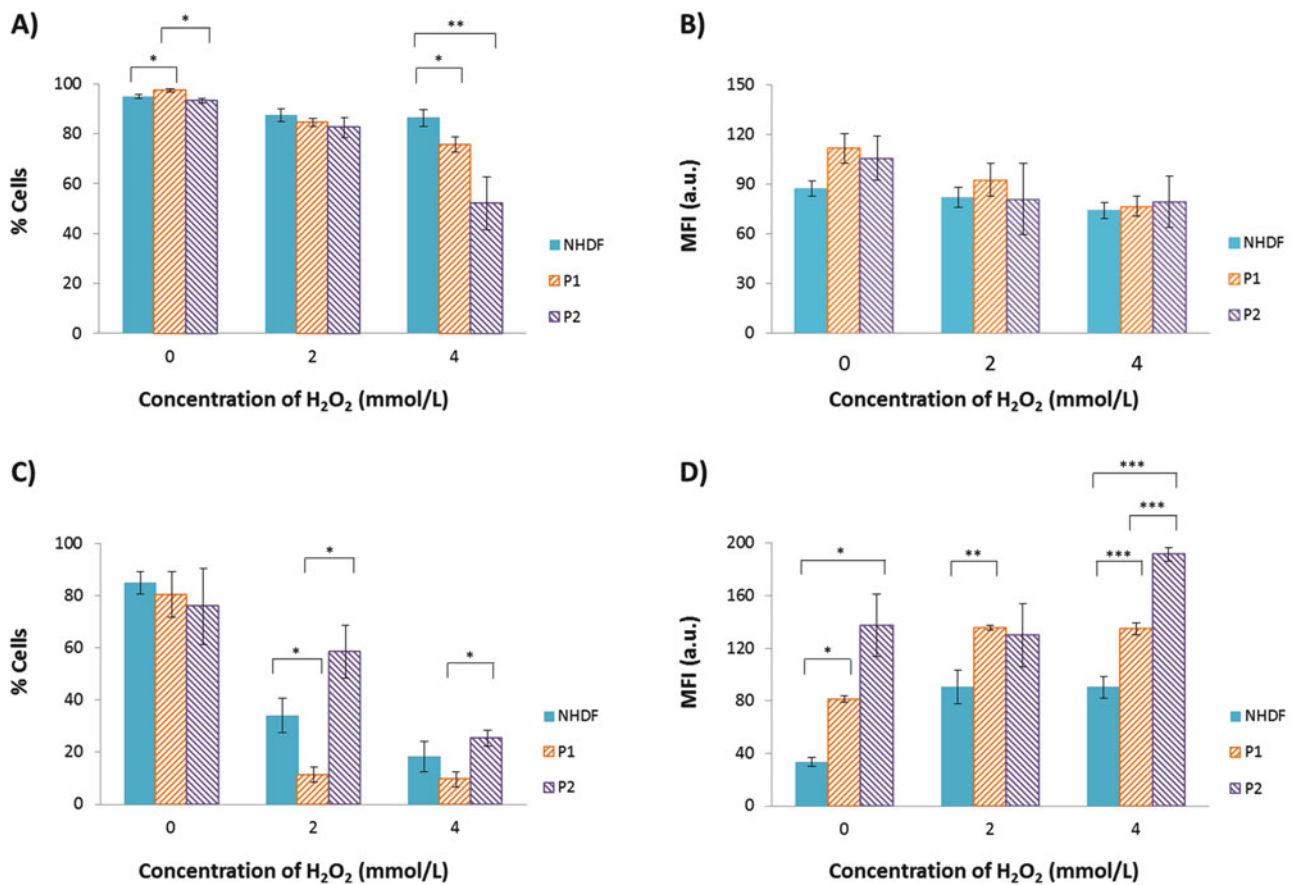 A)
*
**
*
*
100
80
60
40
20
0
% Cells
0 2 4
Concentration of H₂O₂ (mmol/L)
NHDF
P1
P2
B)
150
120
90
60
30
0
MFI (a.u.)
0 2 4
Concentration of H₂O₂ (mmol/L)
NHDF
P1
P2
C)
*
*
*
100
80
60
40
20
0
% Cells
0 2 4
Concentration of H₂O₂ (mmol/L)
NHDF
P1
P2
D)
***
***
*
**
***
*
200
160
120
80
40
0
MFI (a.u.)
0 2 4
Concentration of H₂O₂ (mmol/L)
NHDF
P1
P2